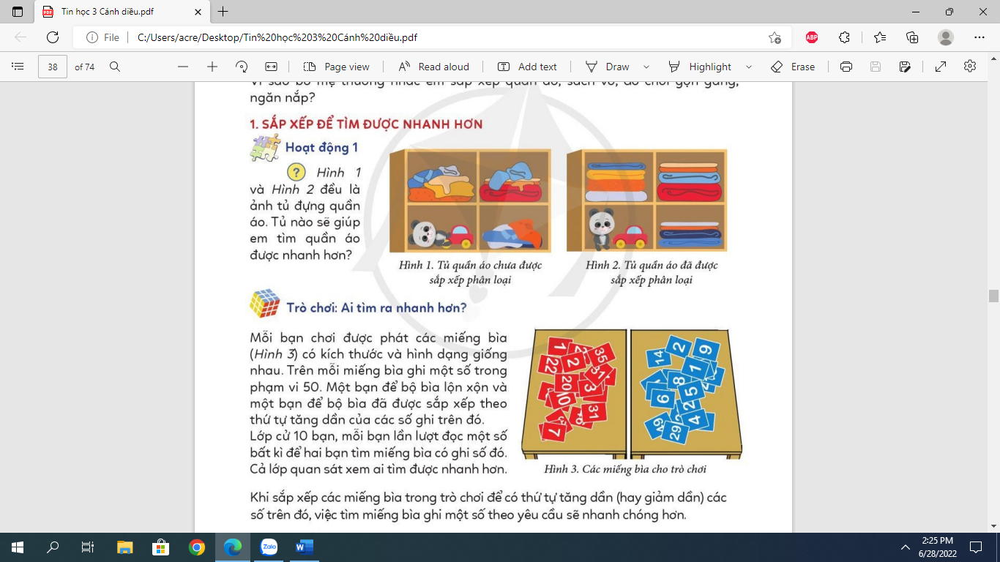 Tin học 3 Cánh diều.pdf
File
C:/Users/acre/Desktop/Tin%20học%203%20Cánh%20diều.pdf
ABP
38 of 74
Page view
Read aloud
Add text
Draw
Highlight
Erase
Vì sao bố mẹ thường nhắc em sắp xếp quần áo, sách vở, đồ chơi gọn gàng,
ngăn nắp?
1. SẮP XẾP ĐỂ TÌM ĐƯỢC NHANH HƠN
Hoạt động 1
? Hình 1
và Hình 2 đều là
ảnh tủ đựng quần
áo. Tủ nào sẽ giúp
em tìm quần áo
được nhanh hơn?
Hình 1. Tủ quần áo chưa được
sắp xếp phân loại
Hình 2. Tủ quần áo đã được
sắp xếp phân loại
Trò chơi: Ai tìm ra nhanh hơn?
Mỗi bạn chơi được phát các miếng bìa
(Hình 3) có kích thước và hình dạng giống
nhau. Trên mỗi miếng bìa ghi một số trong
phạm vi 50. Một bạn để bộ bìa lộn xộn và
một bạn để bộ bìa đã được sắp xếp theo
thứ tự tăng dần của các số ghi trên đó.
Lớp cử 10 bạn, mỗi bạn lần lượt đọc một số
bất kì để hai bạn tìm miếng bìa có ghi số đó.
Cả lớp quan sát xem ai tìm được nhanh hơn.
1
35
22
2
20
3
10
31
7
14
2
9
1
8
6
5
4
29
Hình 3. Các miếng bìa cho trò chơi
Khi sắp xếp các miếng bìa trong trò chơi để có thứ tự tăng dần (hay giảm dần) các
số trên đó, việc tìm miếng bìa ghi một số theo yêu cầu sẽ nhanh chóng hơn.
Zalo
W
2:25 PM
6/28/2022